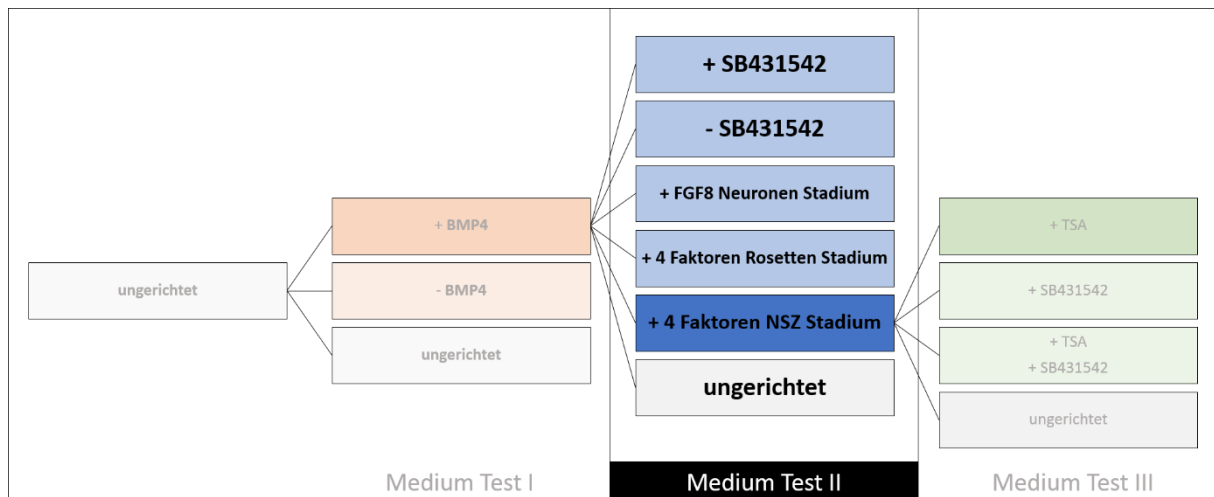 ungerichtet
+ BMP4
- BMP4
ungerichtet
Medium Test I
+ SB431542
- SB431542
+ FGF8 Neuronen Stadium
+ 4 Faktoren Rosetten Stadium
+ 4 Faktoren NSZ Stadium
ungerichtet
Medium Test II
+ TSA
+ SB431542
+ TSA
+ SB431542
ungerichtet
Medium Test III